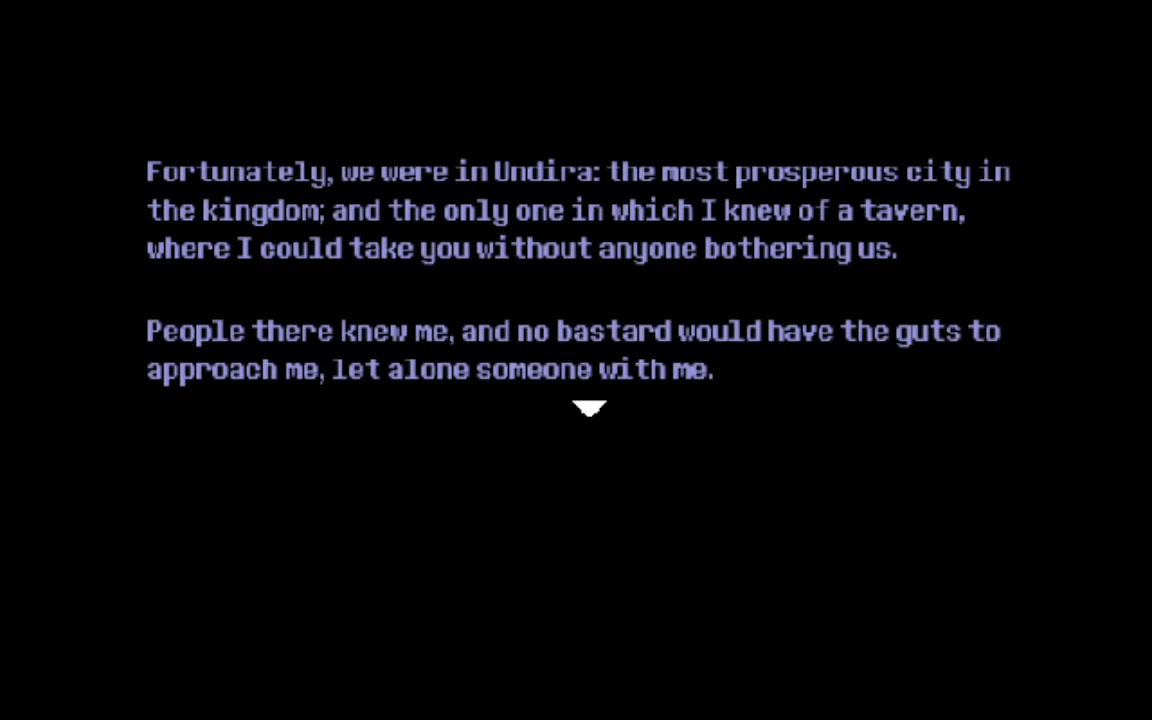 Fortunately, we were in Undira: the most prosperous city in
the kingdom; and the only one in which I knew of a tavern,
where I could take you without anyone bothering us.
People there knew me, and no bastard would have the guts to
approach me, let alone someone with me.